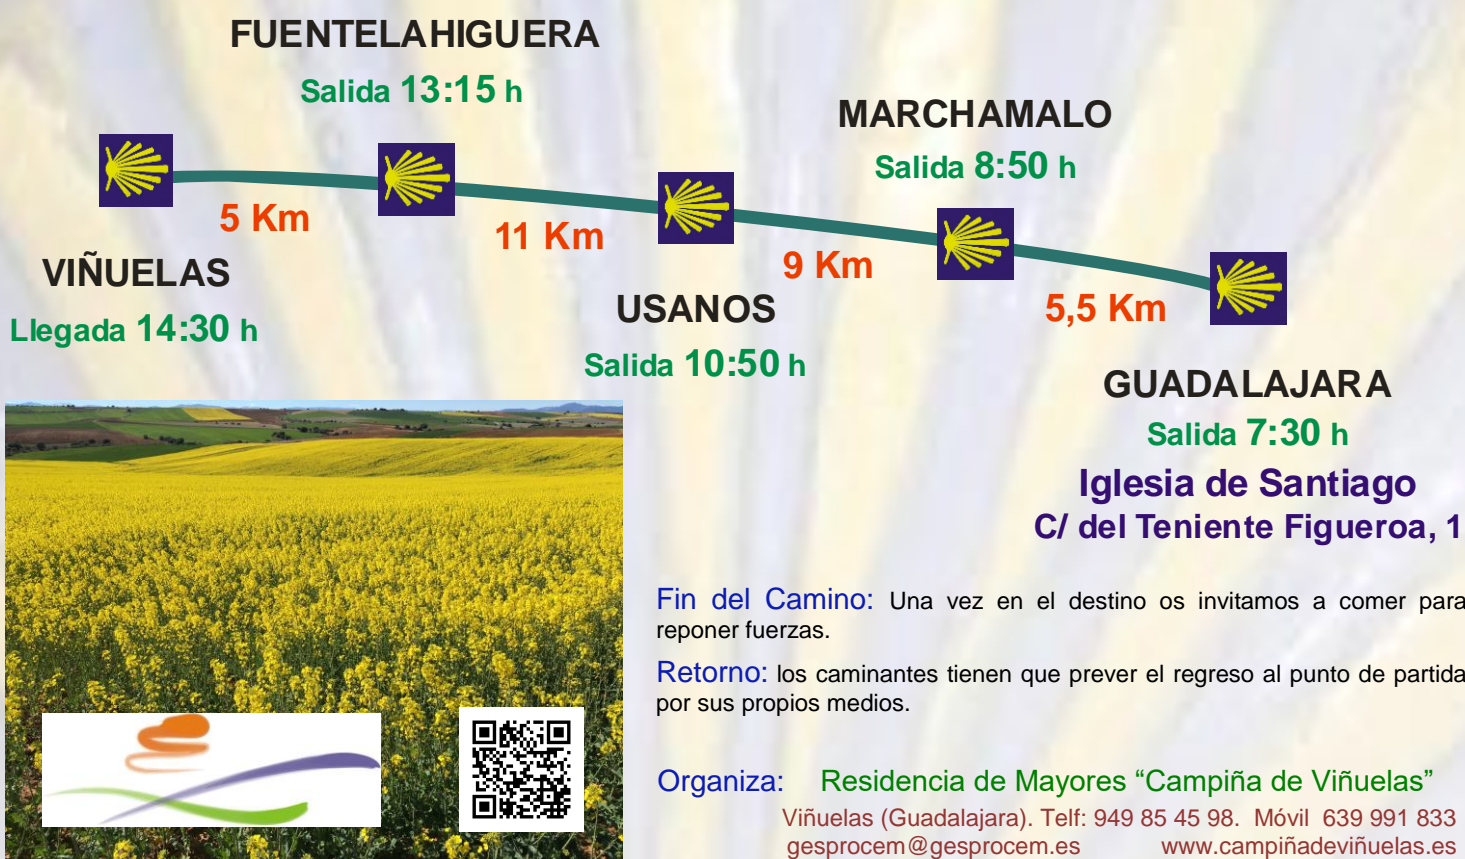 FUENTELAHIGUERA
Salida 13:15 h
MARCHAMALO
Salida 8:50 h
5 Km
11 Km
9 Km
5,5 Km
VIÑUELAS
Llegada 14:30 h
USANOS
Salida 10:50 h
GUADALAJARA
Salida 7:30 h
Iglesia de Santiago
C/ del Teniente Figueroa, 1
Fin del Camino: Una vez en el destino os invitamos a comer para
reponer fuerzas.
Retorno: los caminantes tienen que prever el regreso al punto de partida
por sus propios medios.
Organiza: Residencia de Mayores “Campiña de Viñuelas”
Viñuelas (Guadalajara). Telf: 949 85 45 98. Móvil 639 991 833
gesprocem@gesprocem.es www.campiñadeviñuelas.es